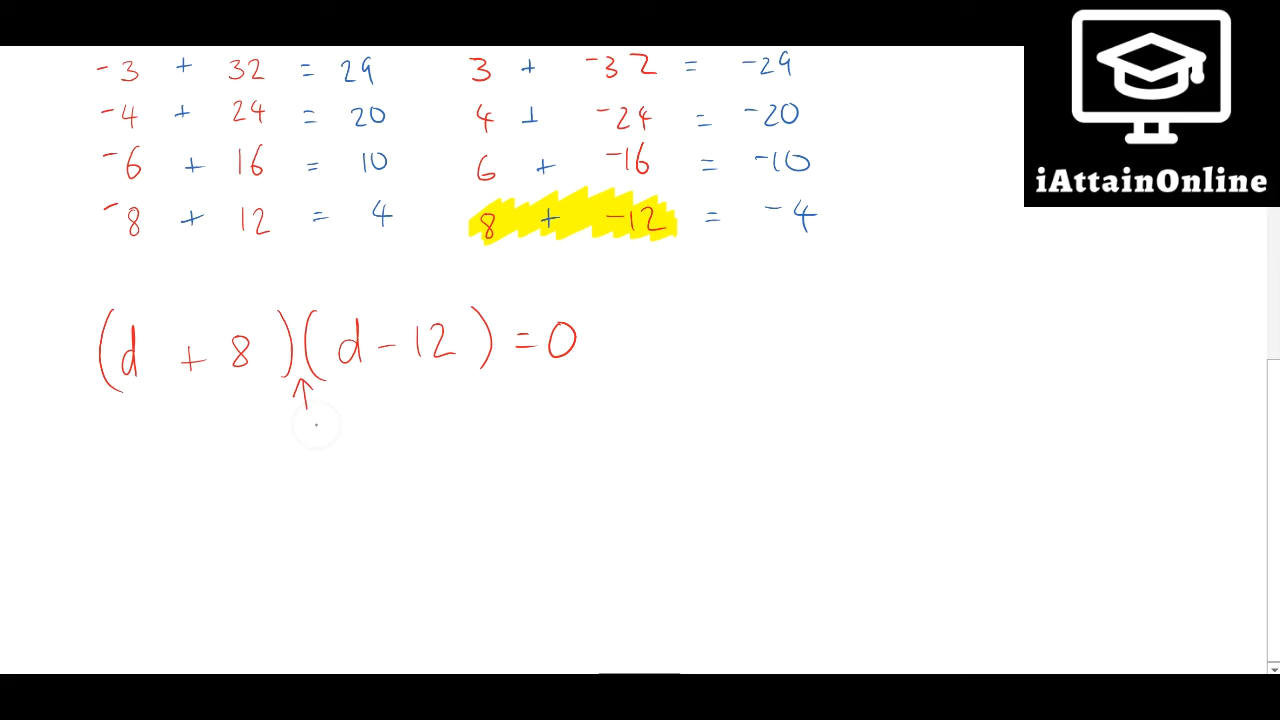 -3 + 32 = 29 3 + -32 = -29
-4 + 24 = 20 4 + -24 = -20
-6 + 16 = 10 6 + -16 = -10
-8 + 12 = 4 8 + -12 = -4
iAttainOnline
(d + 8)(d - 12) = 0